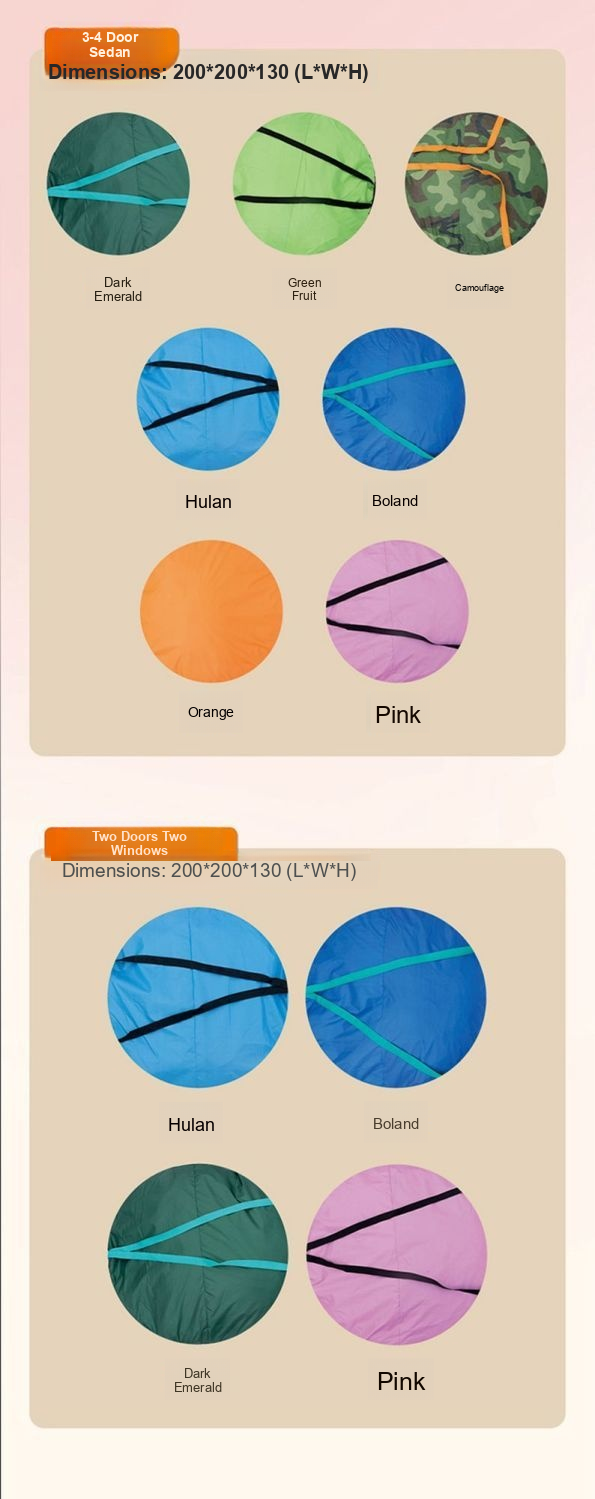 3-4 Door
Sedan
Dimensions: 200*200*130 (L*W*H)
Dark
Emerald
Green
Fruit
Camouflage
Hulan
Boland
Orange
Pink
Two Doors Two
Windows
Dimensions: 200*200*130 (L*W*H)
Hulan
Boland
Dark
Emerald
Pink